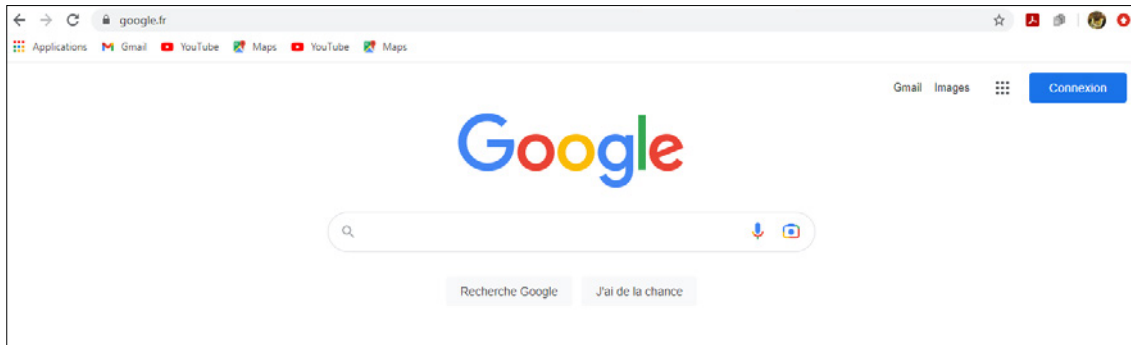 google.fr
Applications Gmail YouTube Maps YouTube Maps
Gmail Images Connexion
Google
Recherche Google J'ai de la chance